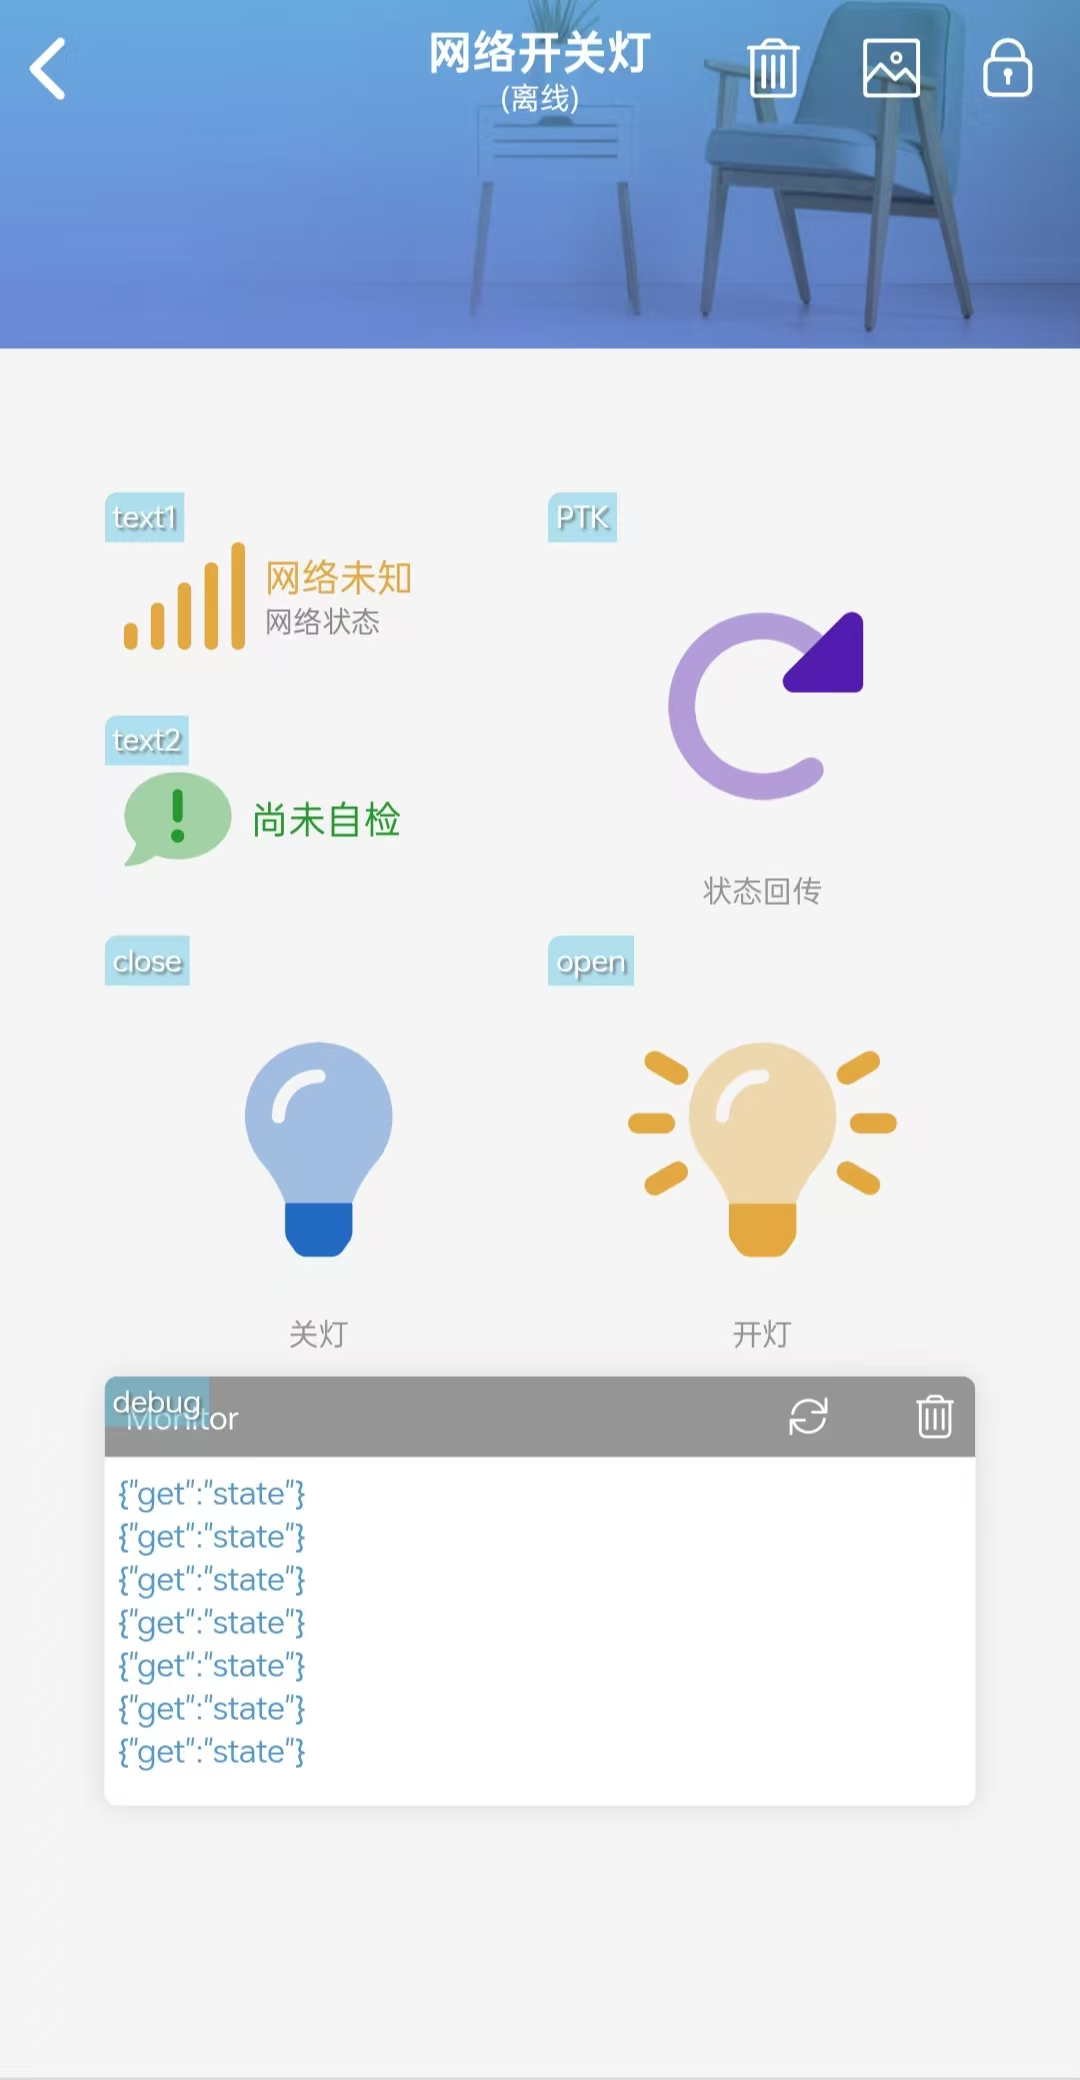 网络开关灯
(离线)
text1
网络未知
网络状态
PTK
text2
尚未自检
状态回传
close
open
关灯
开灯
debug
Monitor
{"get":"state"}
{"get":"state"}
{"get":"state"}
{"get":"state"}
{"get":"state"}
{"get":"state"}
{"get":"state"}